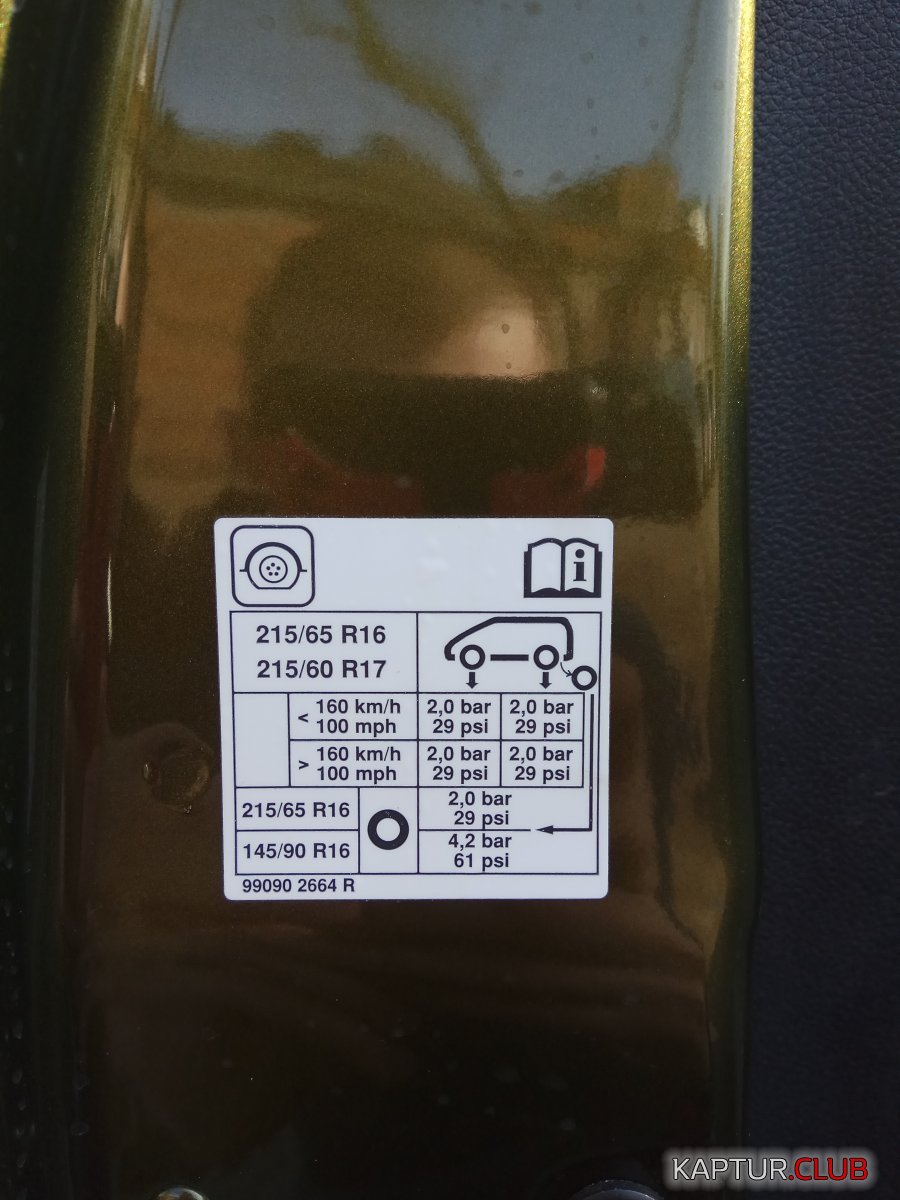 i
215/65 R16
215/60 R17
< 160 km/h
100 mph
2,0 bar
29 psi
2,0 bar
29 psi
> 160 km/h
100 mph
2,0 bar
29 psi
2,0 bar
29 psi
215/65 R16
2,0 bar
29 psi
145/90 R16
4,2 bar
61 psi
99090 2664 R
KAPTUR.CLUB